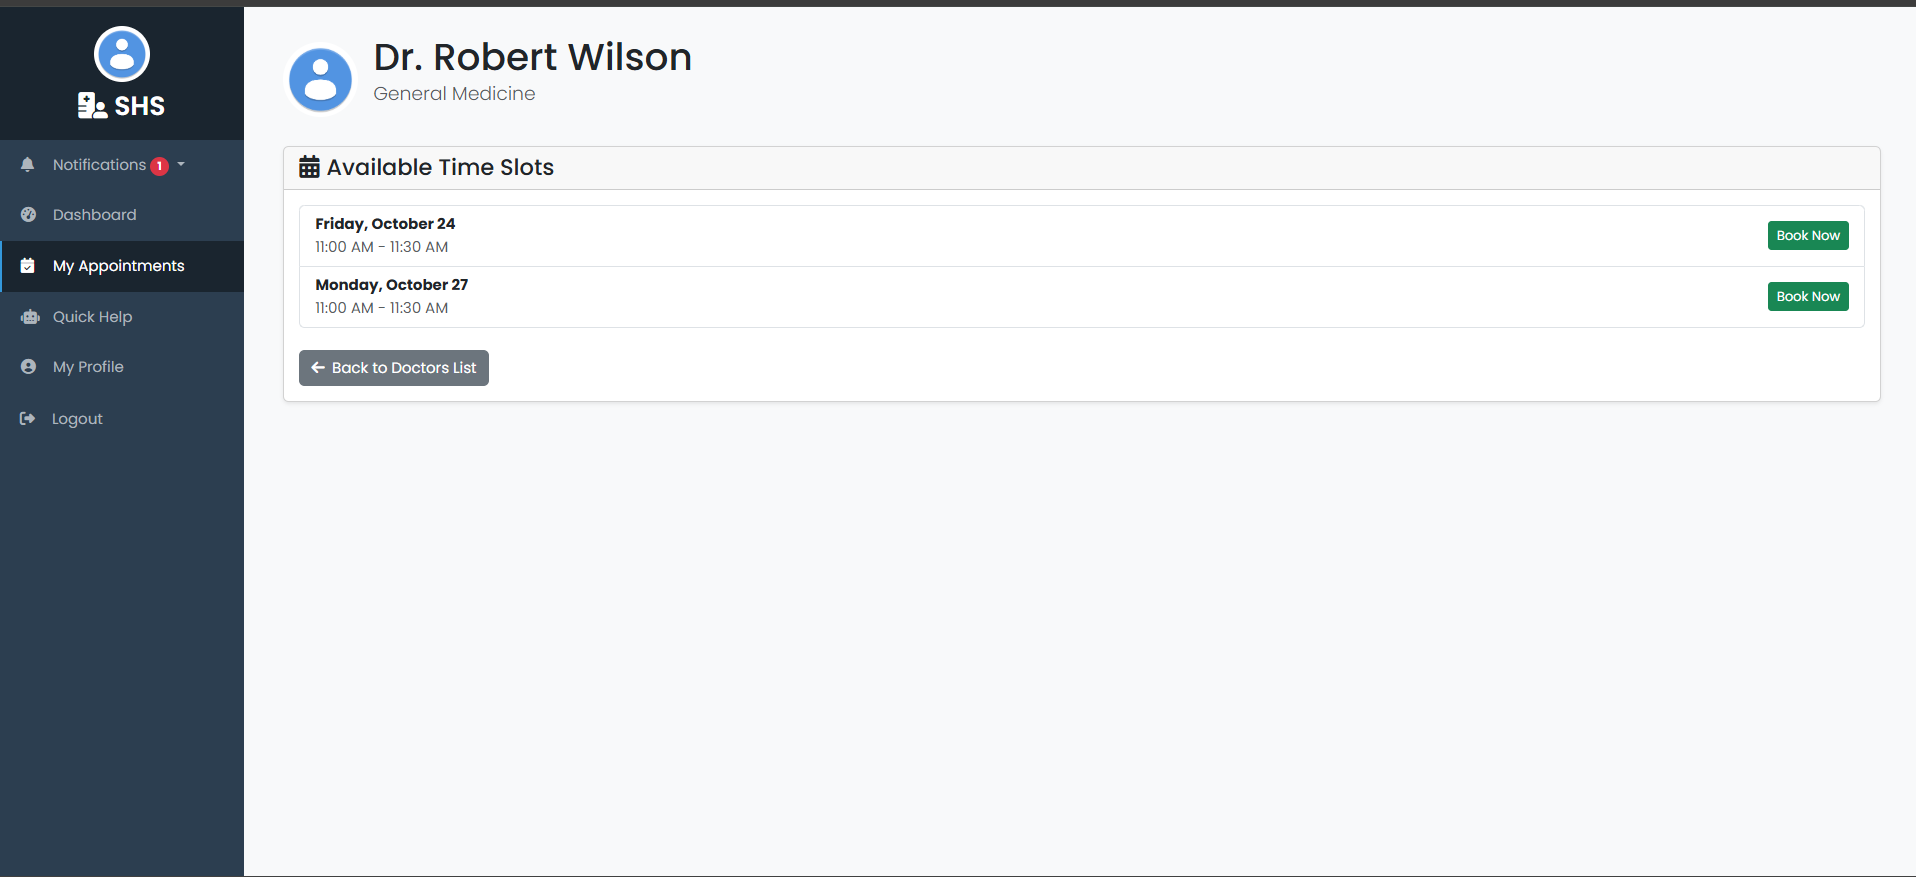 SHS
Notifications 1
Dashboard
My Appointments
Quick Help
My Profile
Logout
Dr. Robert Wilson
General Medicine
Available Time Slots
Friday, October 24
11:00 AM - 11:30 AM
Book Now
Monday, October 27
11:00 AM - 11:30 AM
Book Now
Back to Doctors List